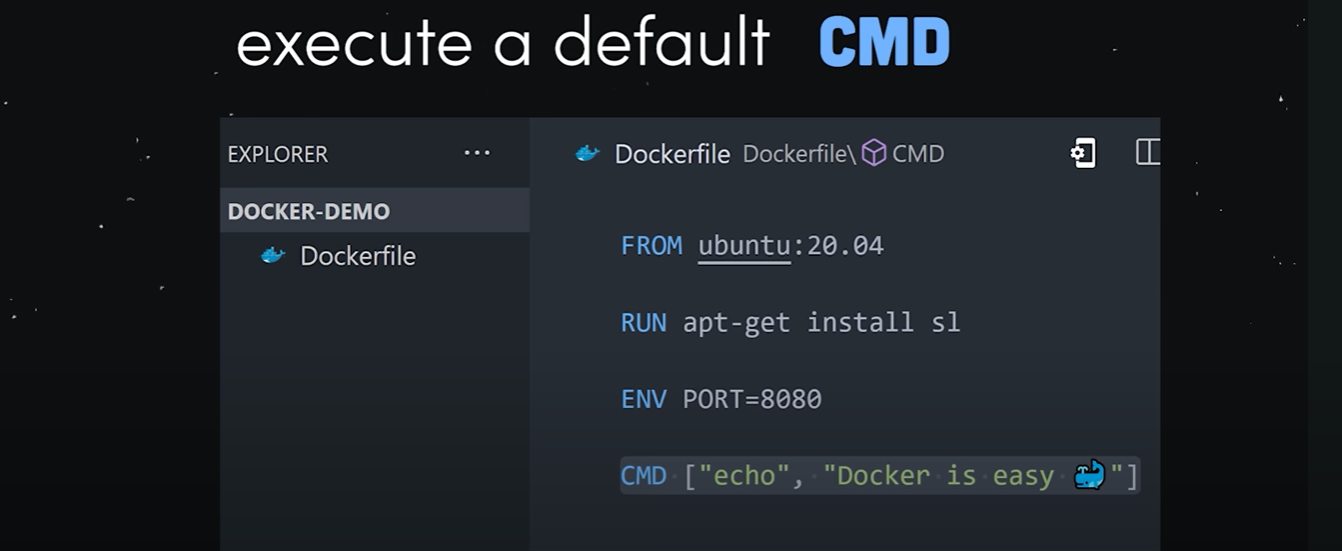 execute a default CMD
EXPLORER ···
Dockerfile Dockerfile\ CMD
DOCKER-DEMO
Dockerfile
FROM ubuntu:20.04
RUN apt-get install sl
ENV PORT=8080
CMD ["echo", "Docker is easy 🐳"]